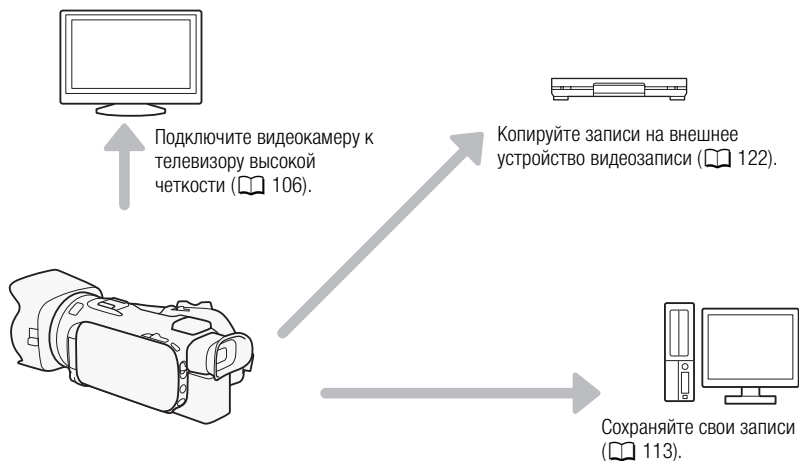 Подключите видеокамеру к
телевизору высокой
четкости (📖 106).
Копируйте записи на внешнее
устройство видеозаписи (📖 122).
Сохраняйте свои записи
(📖 113).